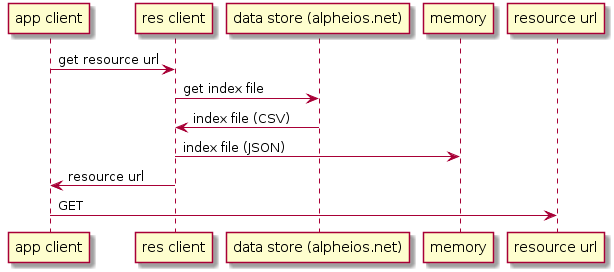 app client
res client
data store (alpheios.net)
memory
resource url
get resource url
get index file
index file (CSV)
index file (JSON)
resource url
GET
app client
res client
data store (alpheios.net)
memory
resource url